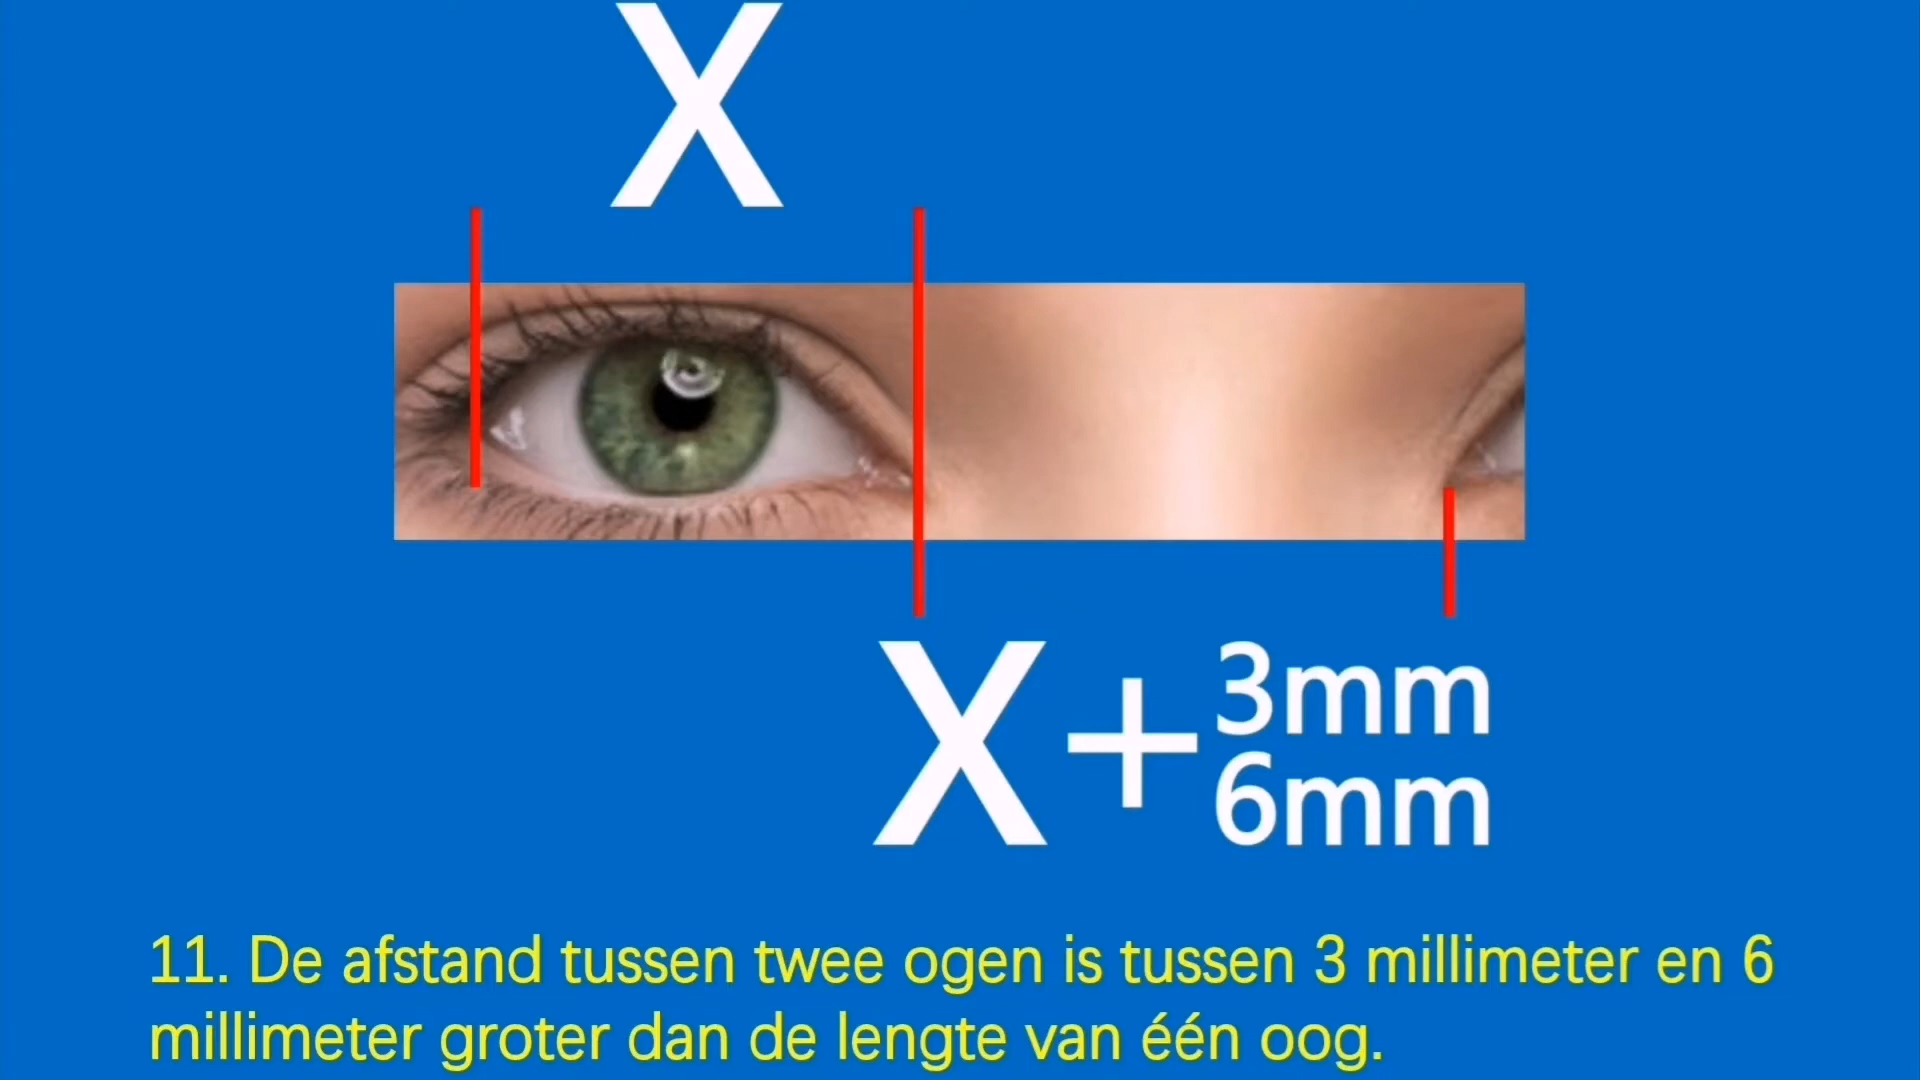 X
X+3mm
6mm
11. De afstand tussen twee ogen is tussen 3 millimeter en 6
millimeter groter dan de lengte van één oog.